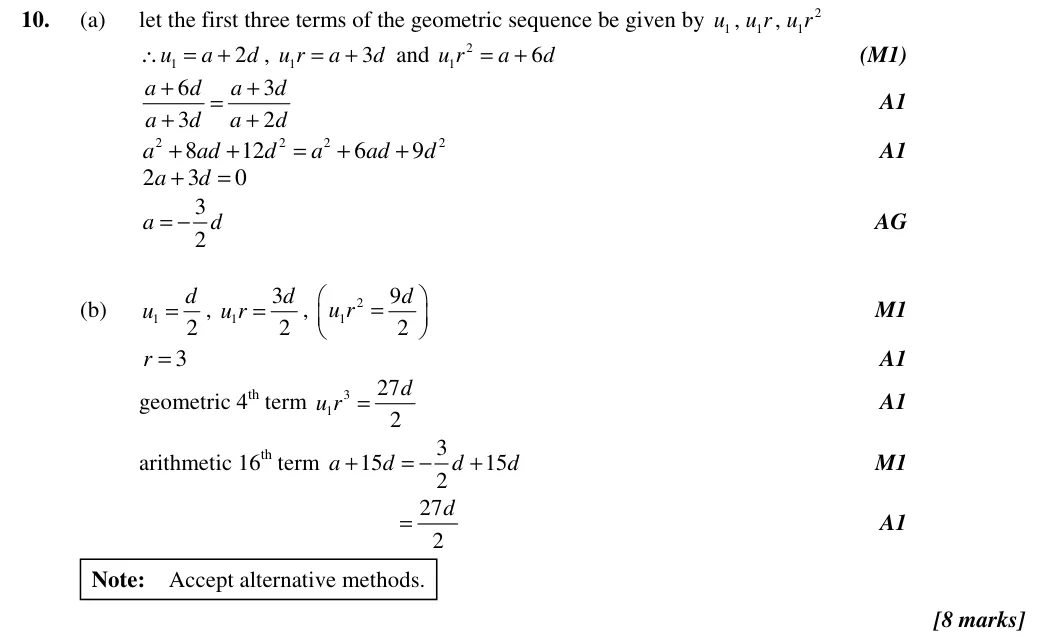 10. (a) let the first three terms of the geometric sequence be given by u₁, u₁r, u₁r²
∴ u₁ = a + 2d, u₁r = a + 3d and u₁r² = a + 6d (M1)
(a + 6d)/(a + 3d) = (a + 3d)/(a + 2d) A1
a² + 8ad + 12d² = a² + 6ad + 9d² A1
2a + 3d = 0
a = −(3/2)d AG
(b) u₁ = d/2, u₁r = 3d/2, (u₁r² = 9d/2) M1
r = 3 A1
geometric 4th term u₁r³ = 27d/2 A1
arithmetic 16th term a + 15d = −(3/2)d + 15d M1
= 27d/2 A1
Note: Accept alternative methods.
[8 marks]